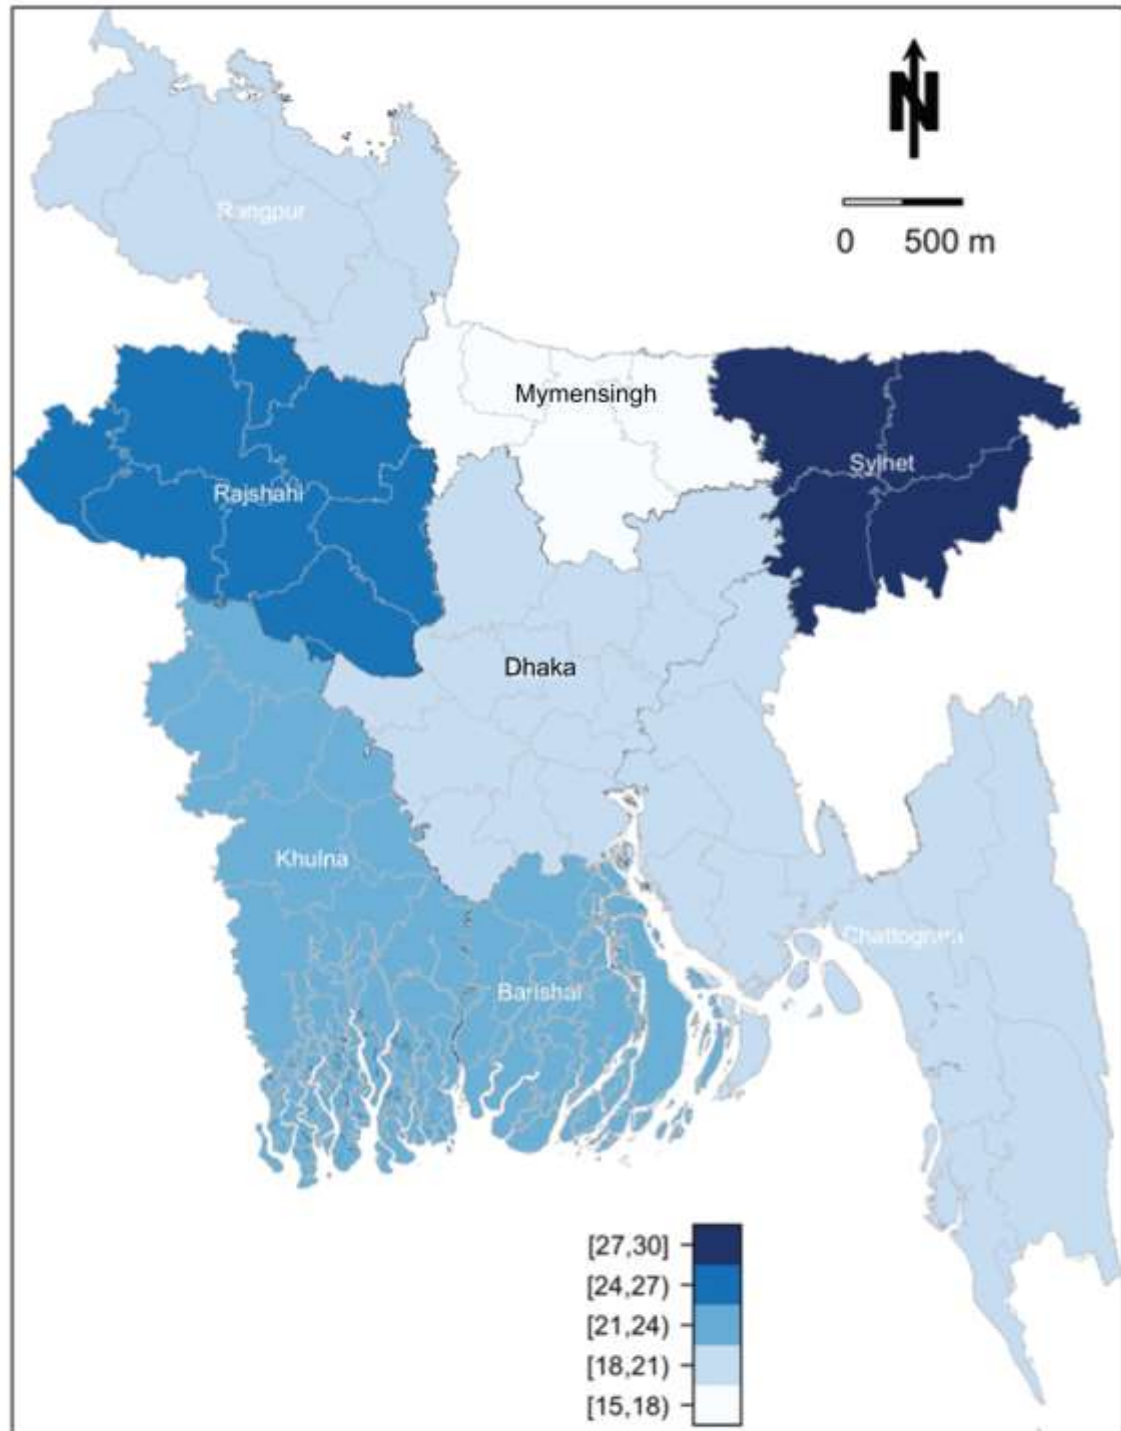 N
0 500 m
Rangpur
Mymensingh
Sylhet
Rajshahi
Dhaka
Khulna
Chattogram
Barishal
[27,30]
[24,27)
[21,24)
[18,21)
[15,18)